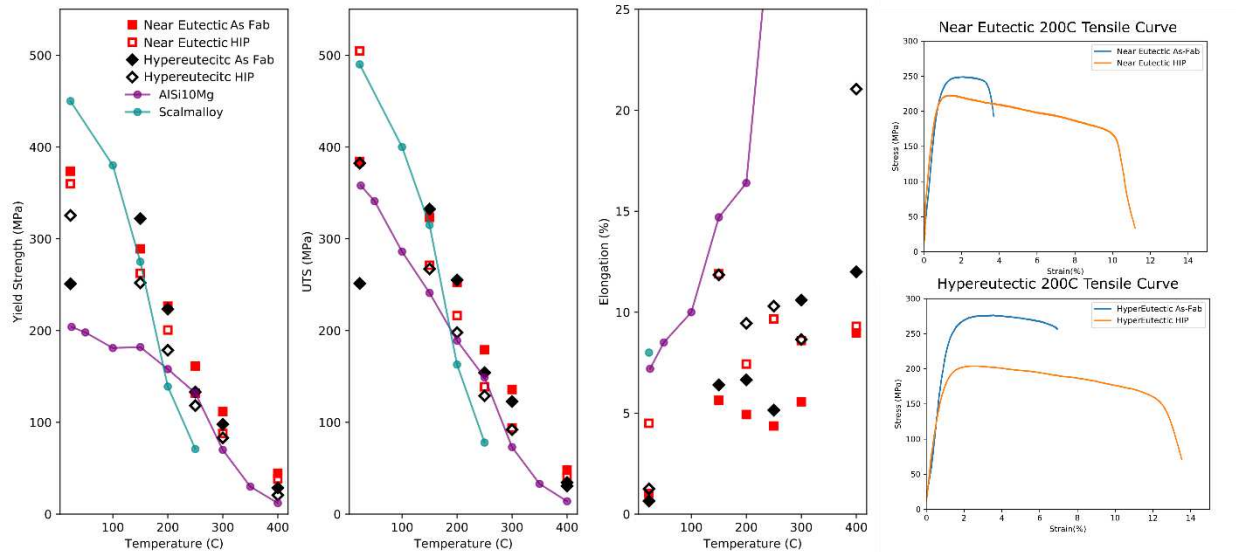 Near Eutectic As Fab
Near Eutectic HIP
Hypereutecitc As Fab
Hypereutecitc HIP
AlSi10Mg
Scalmalloy
Yield Strength (MPa)
500
400
300
200
100
0
100
200
300
400
Temperature (C)
UTS (MPa)
500
400
300
200
100
0
100
200
300
400
Temperature (C)
Elongation (%)
25
20
15
10
5
0
100
200
300
400
Temperature (C)
Near Eutectic 200C Tensile Curve
Near Eutectic As-Fab
Near Eutectic HIP
Stress (MPa)
300
250
200
150
100
50
0
0
2
4
6
8
10
12
14
Strain(%)
Hypereutectic 200C Tensile Curve
HyperEutectic As-Fab
HyperEutectic HIP
Stress (MPa)
300
250
200
150
100
50
0
0
2
4
6
8
10
12
14
Strain(%)